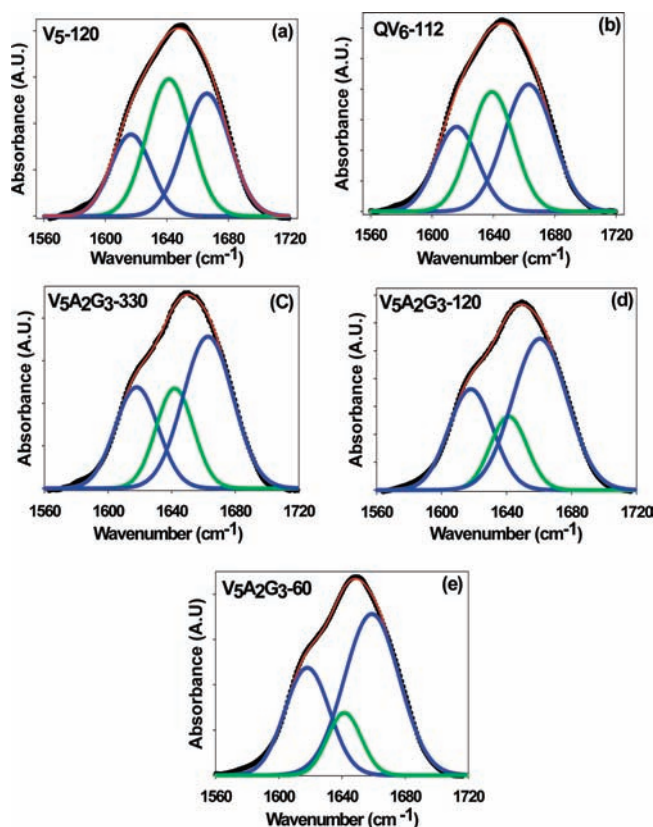 V5-120 (a)
Absorbance (A.U.)
1560 1600 1640 1680 1720
Wavenumber (cm-1)
QV6-112 (b)
Absorbance (A.U.)
1560 1600 1640 1680 1720
Wavenumber (cm-1)
V5A2G3-330 (C)
Absorbance (A.U.)
1560 1600 1640 1680 1720
Wavenumber (cm-1)
V5A2G3-120 (d)
Absorbance (A.U.)
1560 1600 1640 1680 1720
Wavenumber (cm-1)
V5A2G3-60 (e)
Absorbance (A.U)
1560 1600 1640 1680 1720
Wavenumber (cm-1)